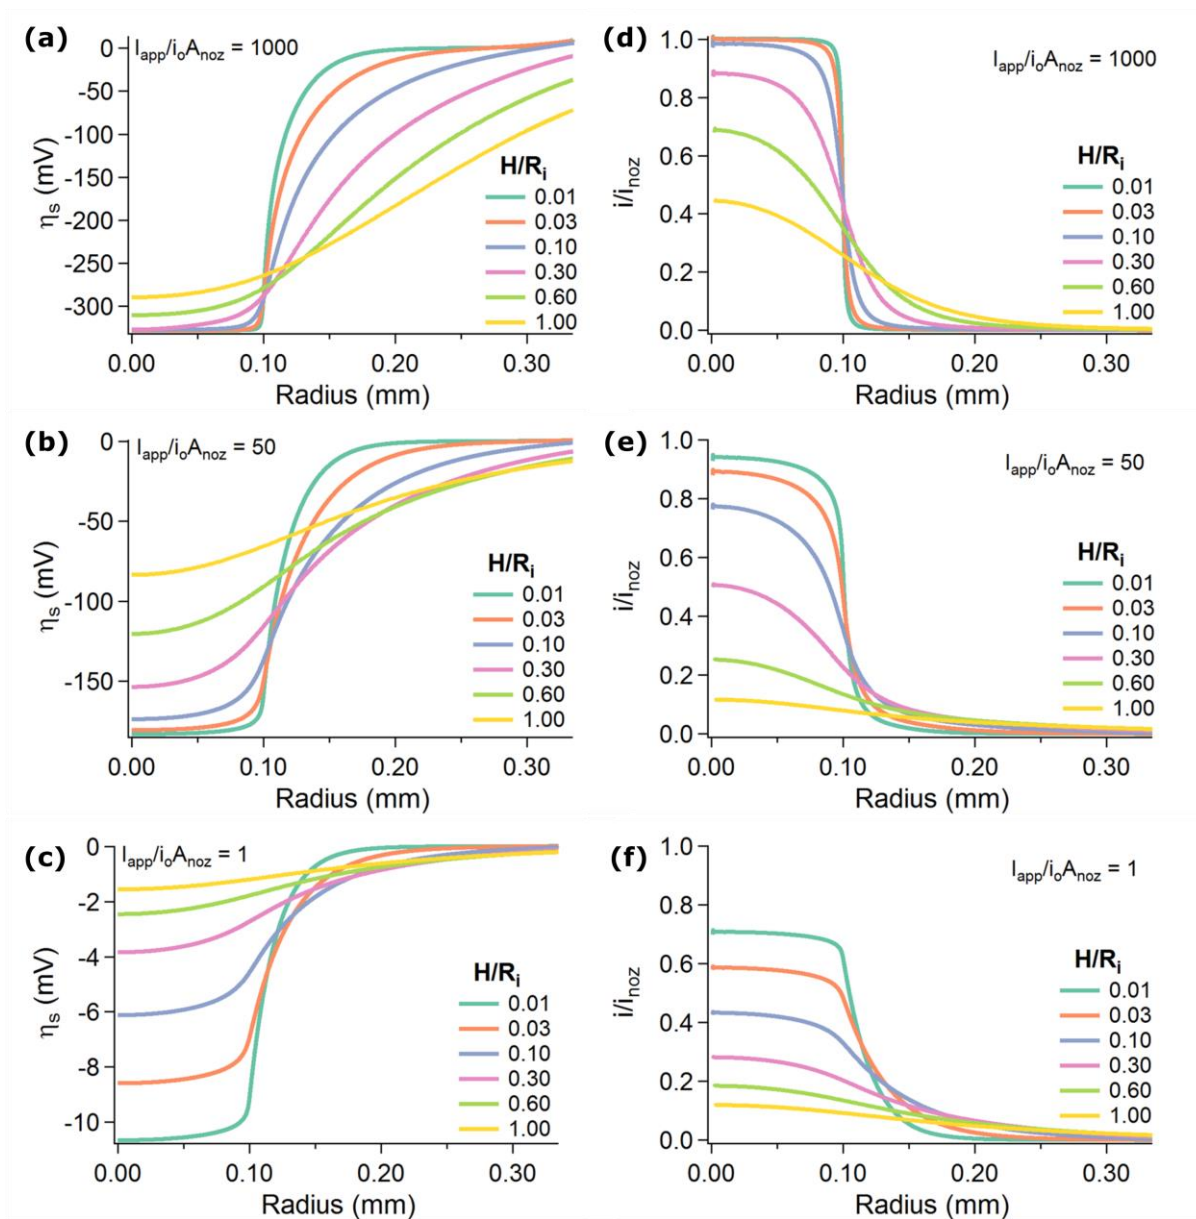 (a)
I_app/i_oA_noz = 1000
η_s (mV)
0
-50
-100
-150
-200
-250
-300
H/R_i
0.01
0.03
0.10
0.30
0.60
1.00
0.00 0.10 0.20 0.30
Radius (mm)
(d)
I_app/i_oA_noz = 1000
i/i_noz
1.0
0.8
0.6
0.4
0.2
0.0
H/R_i
0.01
0.03
0.10
0.30
0.60
1.00
0.00 0.10 0.20 0.30
Radius (mm)
(b)
I_app/i_oA_noz = 50
η_s (mV)
0
-50
-100
-150
H/R_i
0.01
0.03
0.10
0.30
0.60
1.00
0.00 0.10 0.20 0.30
Radius (mm)
(e)
I_app/i_oA_noz = 50
i/i_noz
1.0
0.8
0.6
0.4
0.2
0.0
H/R_i
0.01
0.03
0.10
0.30
0.60
1.00
0.00 0.10 0.20 0.30
Radius (mm)
(c)
I_app/i_oA_noz = 1
η_s (mV)
0
-2
-4
-6
-8
-10
H/R_i
0.01
0.03
0.10
0.30
0.60
1.00
0.00 0.10 0.20 0.30
Radius (mm)
(f)
I_app/i_oA_noz = 1
i/i_noz
1.0
0.8
0.6
0.4
0.2
0.0
H/R_i
0.01
0.03
0.10
0.30
0.60
1.00
0.00 0.10 0.20 0.30
Radius (mm)